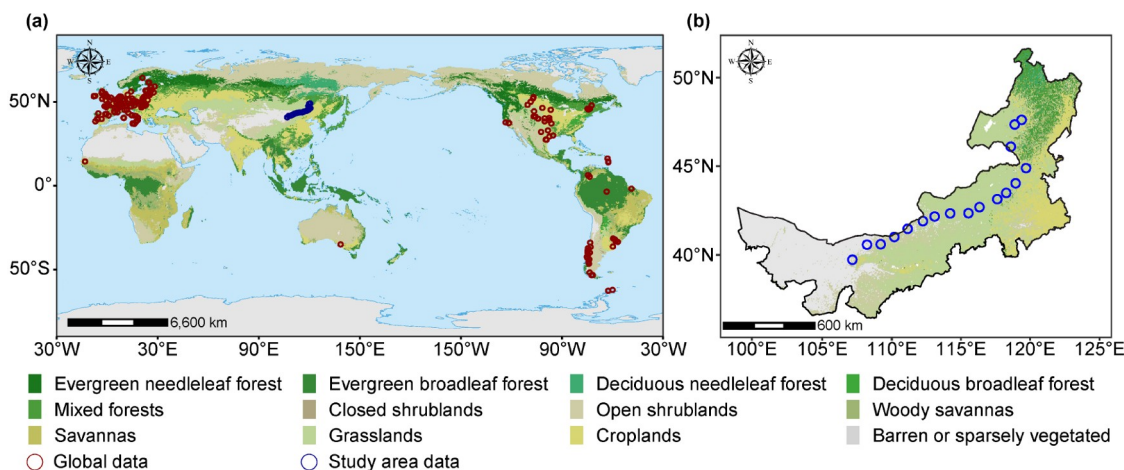 (a)
(b)
N
W E
S
N
W E
S
50°N
0°
50°S
6,600 km
30°W 30°E 90°E 150°E 150°W 90°W 30°W
50°N
45°N
40°N
600 km
100°E 105°E 110°E 115°E 120°E 125°E
Evergreen needleleaf forest Evergreen broadleaf forest Deciduous needleleaf forest Deciduous broadleaf forest
Mixed forests Closed shrublands Open shrublands Woody savannas
Savannas Grasslands Croplands Barren or sparsely vegetated
Global data Study area data